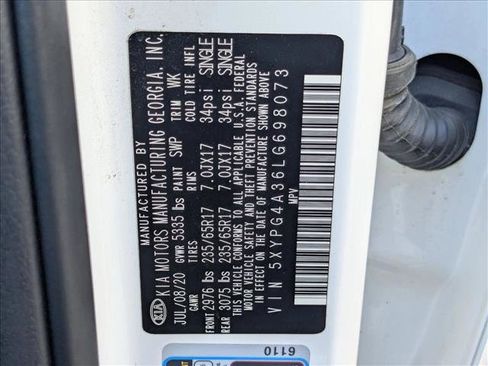 MANUFACTURED BY
KIA KIA MOTORS MANUFACTURING GEORGIA, INC.
JUL/08/20 GVWR 5335 lbs PAINT SWP TRIM WK
GAWR TIRES RIMS COLD TIRE INFL
FRONT 2976 lbs 235/65R17 7.0JX17 34psi SINGLE
REAR 3075 lbs 235/65R17 7.0JX17 34psi SINGLE
THIS VEHICLE CONFORMS TO ALL APPLICABLE U.S.A. FEDERAL
MOTOR VEHICLE SAFETY AND THEFT PREVENTION STANDARDS
IN EFFECT ON THE DATE OF MANUFACTURE SHOWN ABOVE
VIN 5XYPG4A36LG698073
MPV
6110